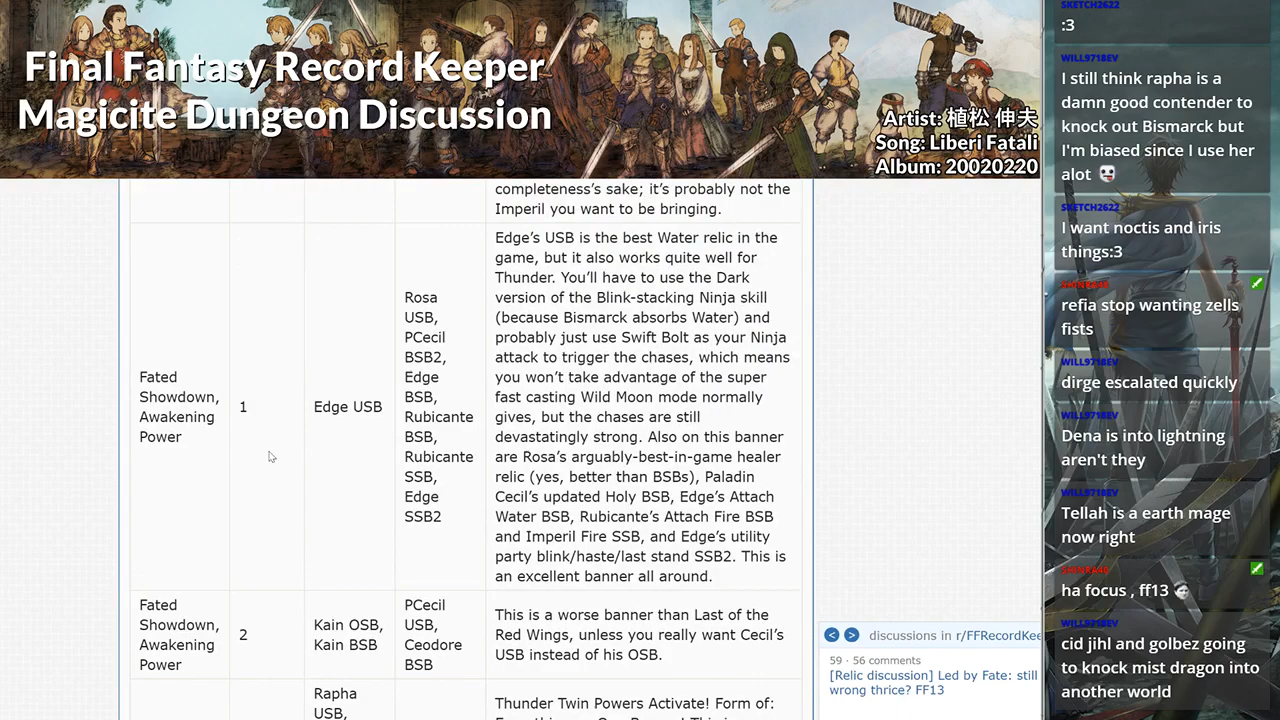 Final Fantasy Record Keeper
Magicite Dungeon Discussion
Artist: 植松 伸夫
Song: Liberi Fatali
Album: 20020220
completeness's sake; it's probably not the
Imperil you want to be bringing.
Fated
Showdown,
Awakening
Power
1
Edge USB
Rosa
USB,
PCecil
BSB2,
Edge
BSB,
Rubicante
BSB,
Rubicante
SSB,
Edge
SSB2
Edge's USB is the best Water relic in the
game, but it also works quite well for
Thunder. You'll have to use the Dark
version of the Blink-stacking Ninja skill
(because Bismarck absorbs Water) and
probably just use Swift Bolt as your Ninja
attack to trigger the chases, which means
you won't take advantage of the super
fast casting Wild Moon mode normally
gives, but the chases are still
devastatingly strong. Also on this banner
are Rosa's arguably-best-in-game healer
relic (yes, better than BSBs), Paladin
Cecil's updated Holy BSB, Edge's Attach
Water BSB, Rubicante's Attach Fire BSB
and Imperil Fire SSB, and Edge's utility
party blink/haste/last stand SSB2. This is
an excellent banner all around.
Fated
Showdown,
Awakening
Power
2
Kain OSB,
Kain BSB
PCecil
USB,
Ceodore
BSB
This is a worse banner than Last of the
Red Wings, unless you really want Cecil's
USB instead of his OSB.
Rapha
USB,
Thunder Twin Powers Activate! Form of:
discussions in r/FFRecordKee
59 · 56 comments
[Relic discussion] Led by Fate: still
wrong thrice? FF13
SKETCH2622
:3
WILL9718EV
I still think rapha is a
damn good contender to
knock out Bismarck but
I'm biased since I use her
alot
SKETCH2622
I want noctis and iris
things:3
SHINRA40
refia stop wanting zells
fists
WILL9718EV
dirge escalated quickly
WILL9718EV
Dena is into lightning
aren't they
WILL9718EV
Tellah is a earth mage
now right
SHINRA40
ha focus , ff13
WILL9718EV
cid jihl and golbez going
to knock mist dragon into
another world